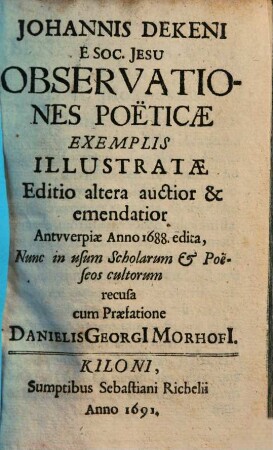 JOHANNIS DEKENI
É SOC. JESU
OBSERVATIO-
NES POËTICÆ
EXEMPLIS
ILLUSTRATÆ
Editio altera auctior &
emendatior
Antvverpiæ Anno 1688. edita,
Nunc in uſum Scholarum & Poë-
ſeos cultorum
recuſa
cum Præfatione
DANIELIS GEORGI MORHOFI.
KILONI,
Sumptibus Sebaſtiani Richelii
Anno 1691.